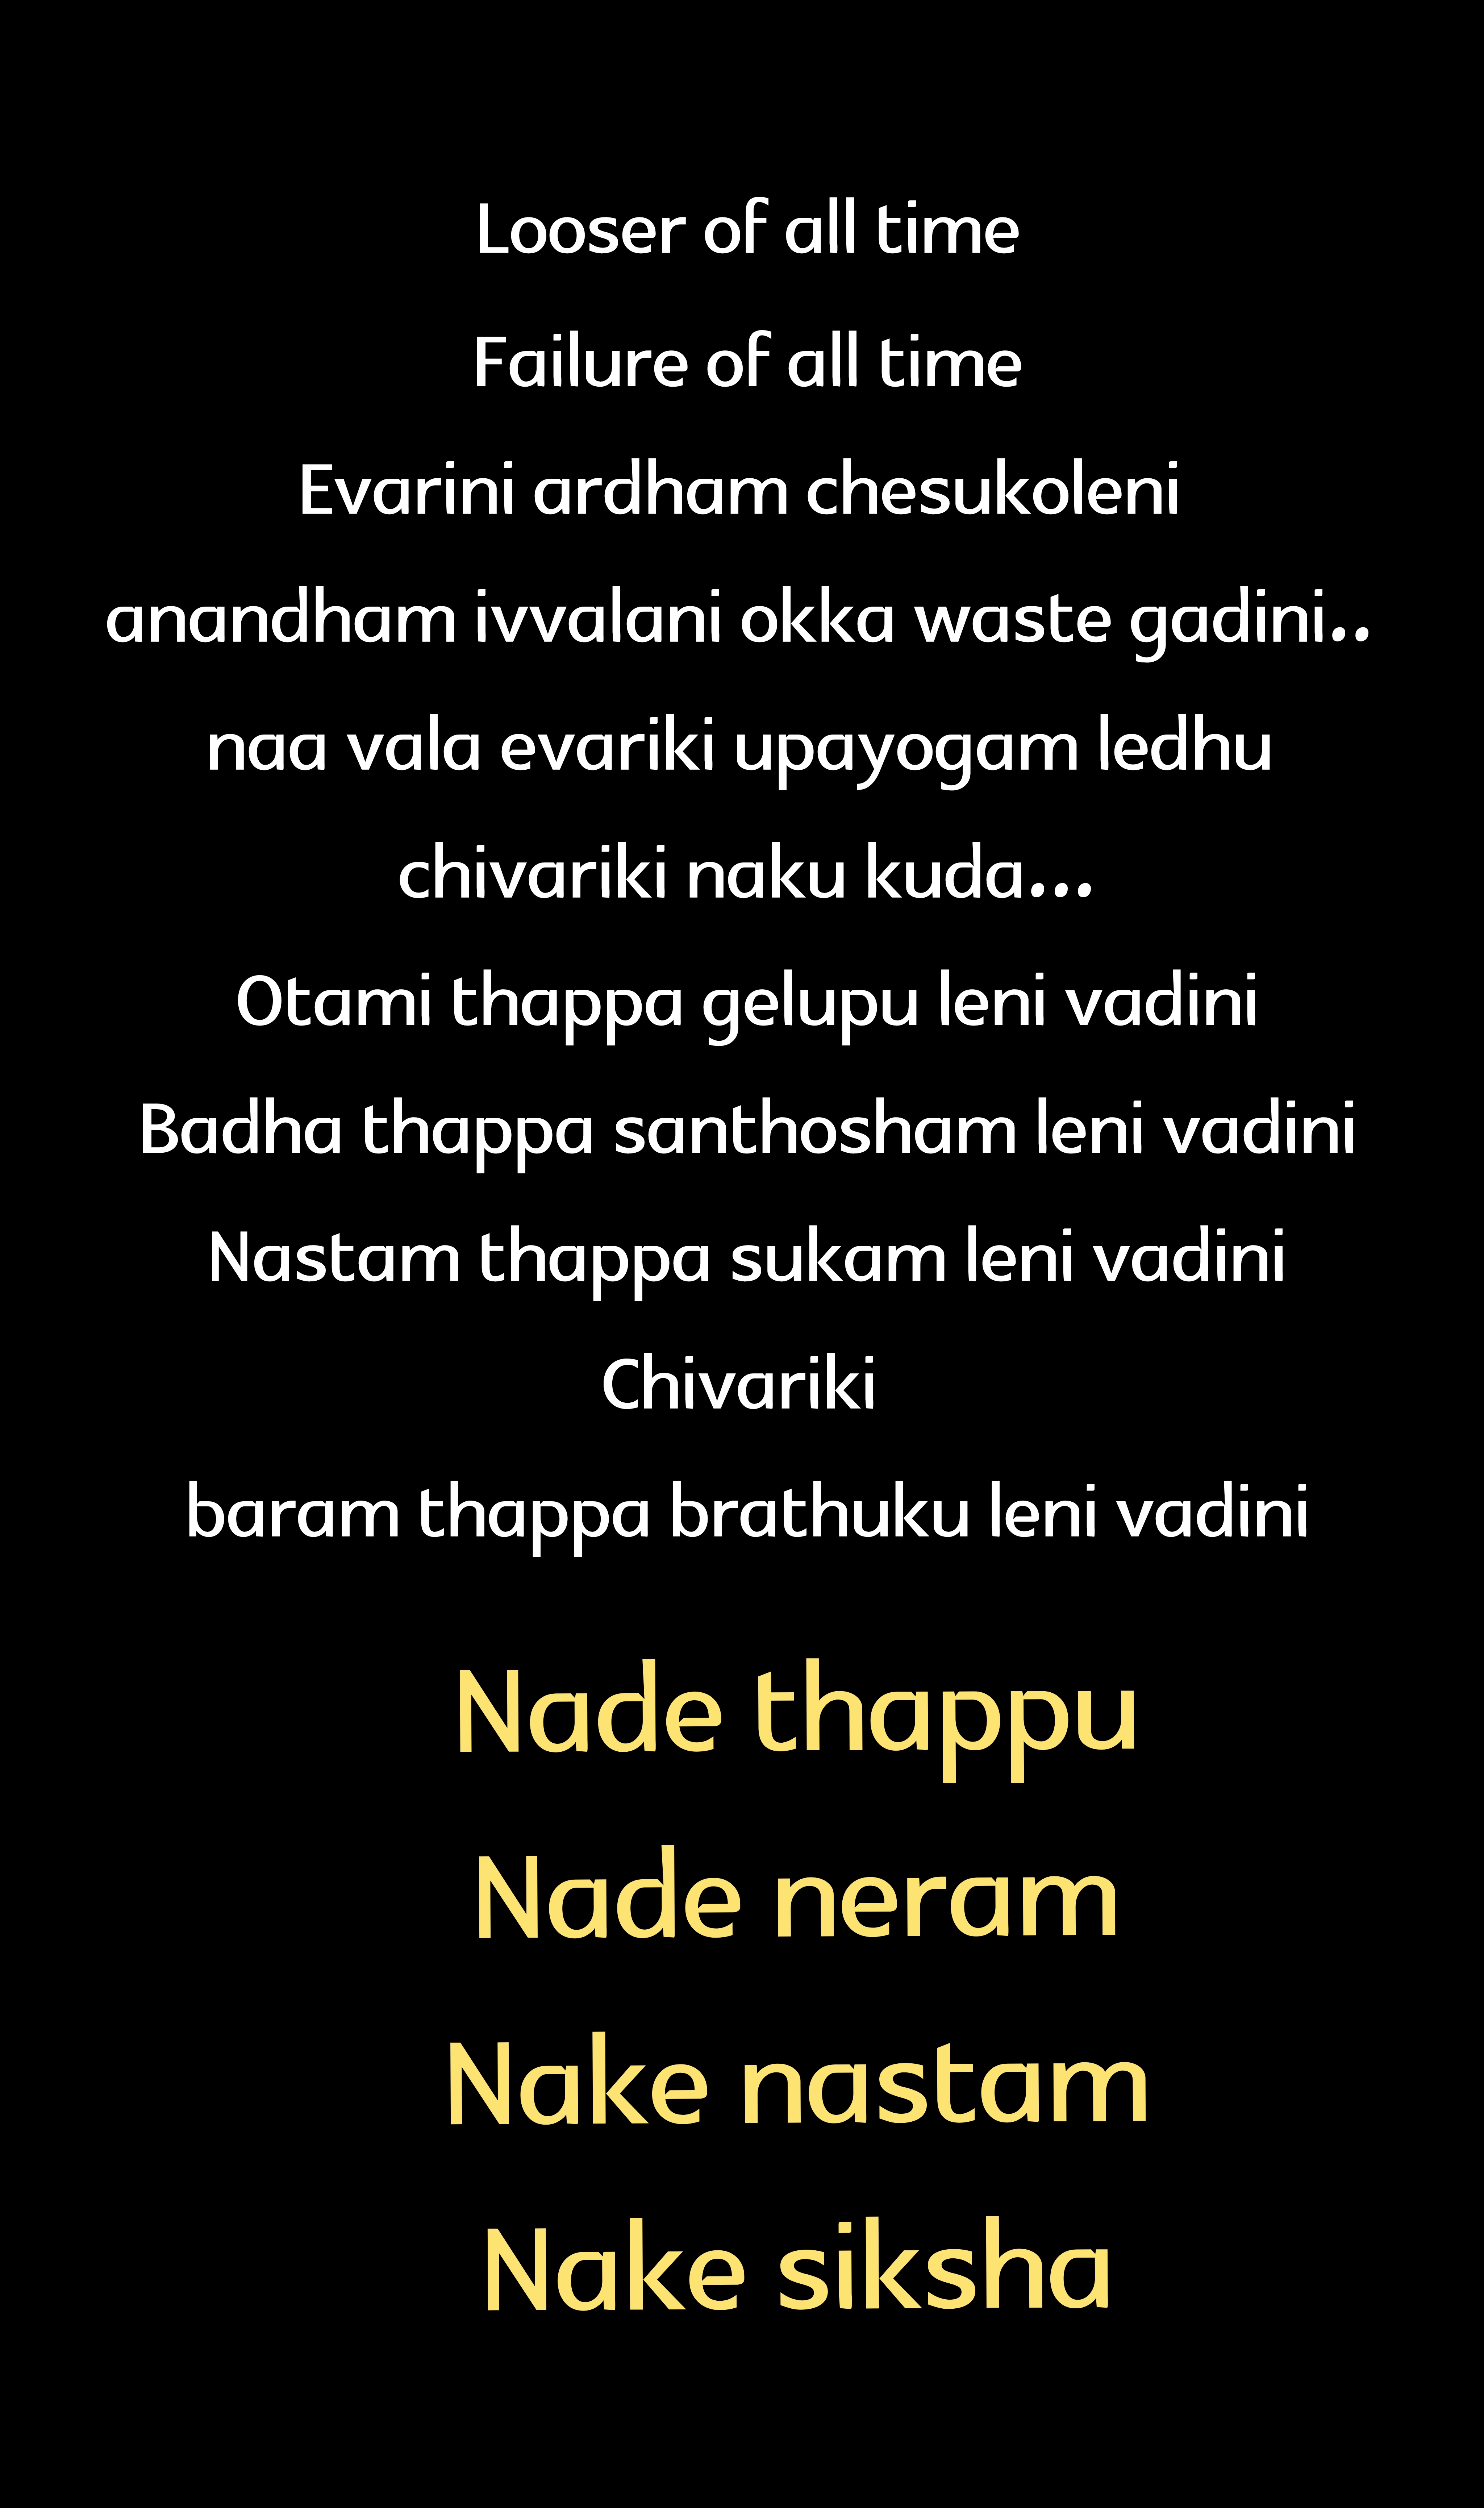 Looser of all time
Failure of all time
Evarini ardham chesukoleni
anandham ivvalani okka waste gadini..
naa vala evariki upayogam ledhu
chivariki naku kuda...
Otami thappa gelupu leni vadini
Badha thappa santhosham leni vadini
Nastam thappa sukam leni vadini
Chivariki
baram thappa brathuku leni vadini
Nade thappu
Nade neram
Nake nastam
Nake siksha